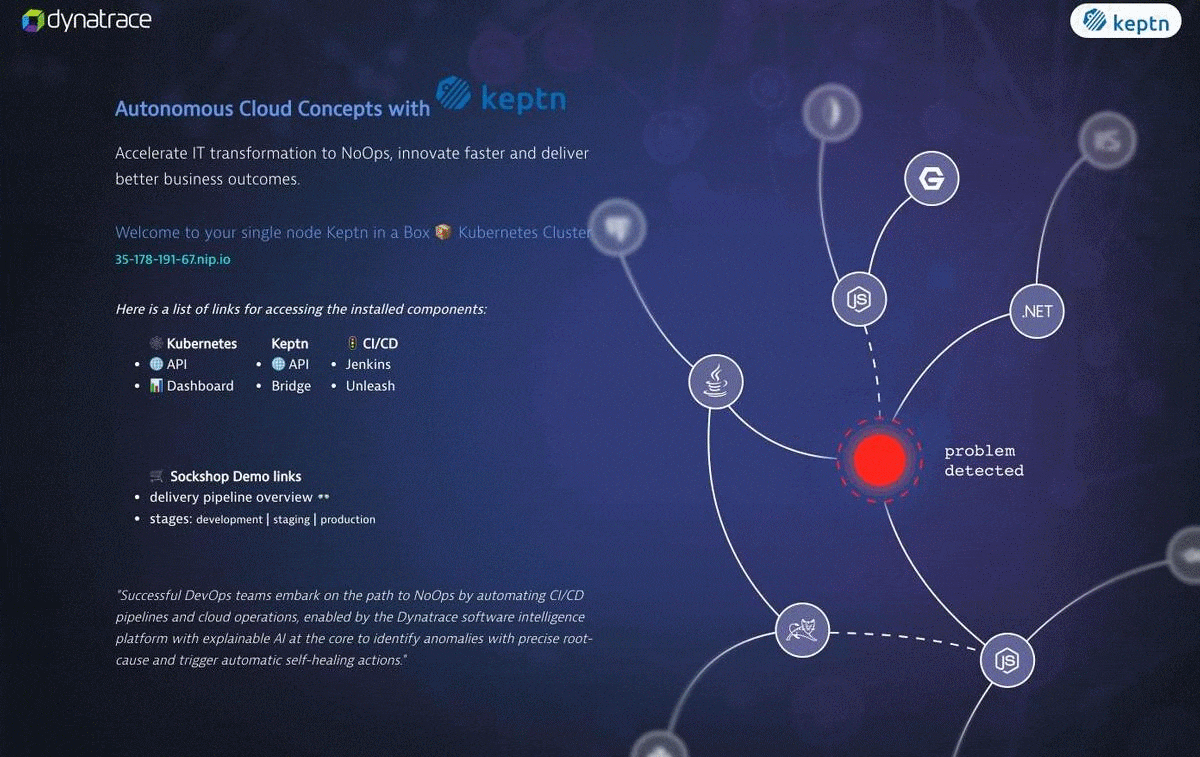 dynatrace
keptn
Autonomous Cloud Concepts with keptn
Accelerate IT transformation to NoOps, innovate faster and deliver
better business outcomes.
Welcome to your single node Keptn in a Box 📦 Kubernetes Cluster
35-178-191-67.nip.io
Here is a list of links for accessing the installed components:
Kubernetes
• 🌐 API
• 📊 Dashboard
Keptn
• 🌐 API
• Bridge
🚦 CI/CD
• Jenkins
• Unleash
🛒 Sockshop Demo links
• delivery pipeline overview 👓
• stages: development | staging | production
"Successful DevOps teams embark on the path to NoOps by automating CI/CD
pipelines and cloud operations, enabled by the Dynatrace software intelligence
platform with explainable AI at the core to identify anomalies with precise root-
cause and trigger automatic self-healing actions."
JS
.NET
problem
detected
JS